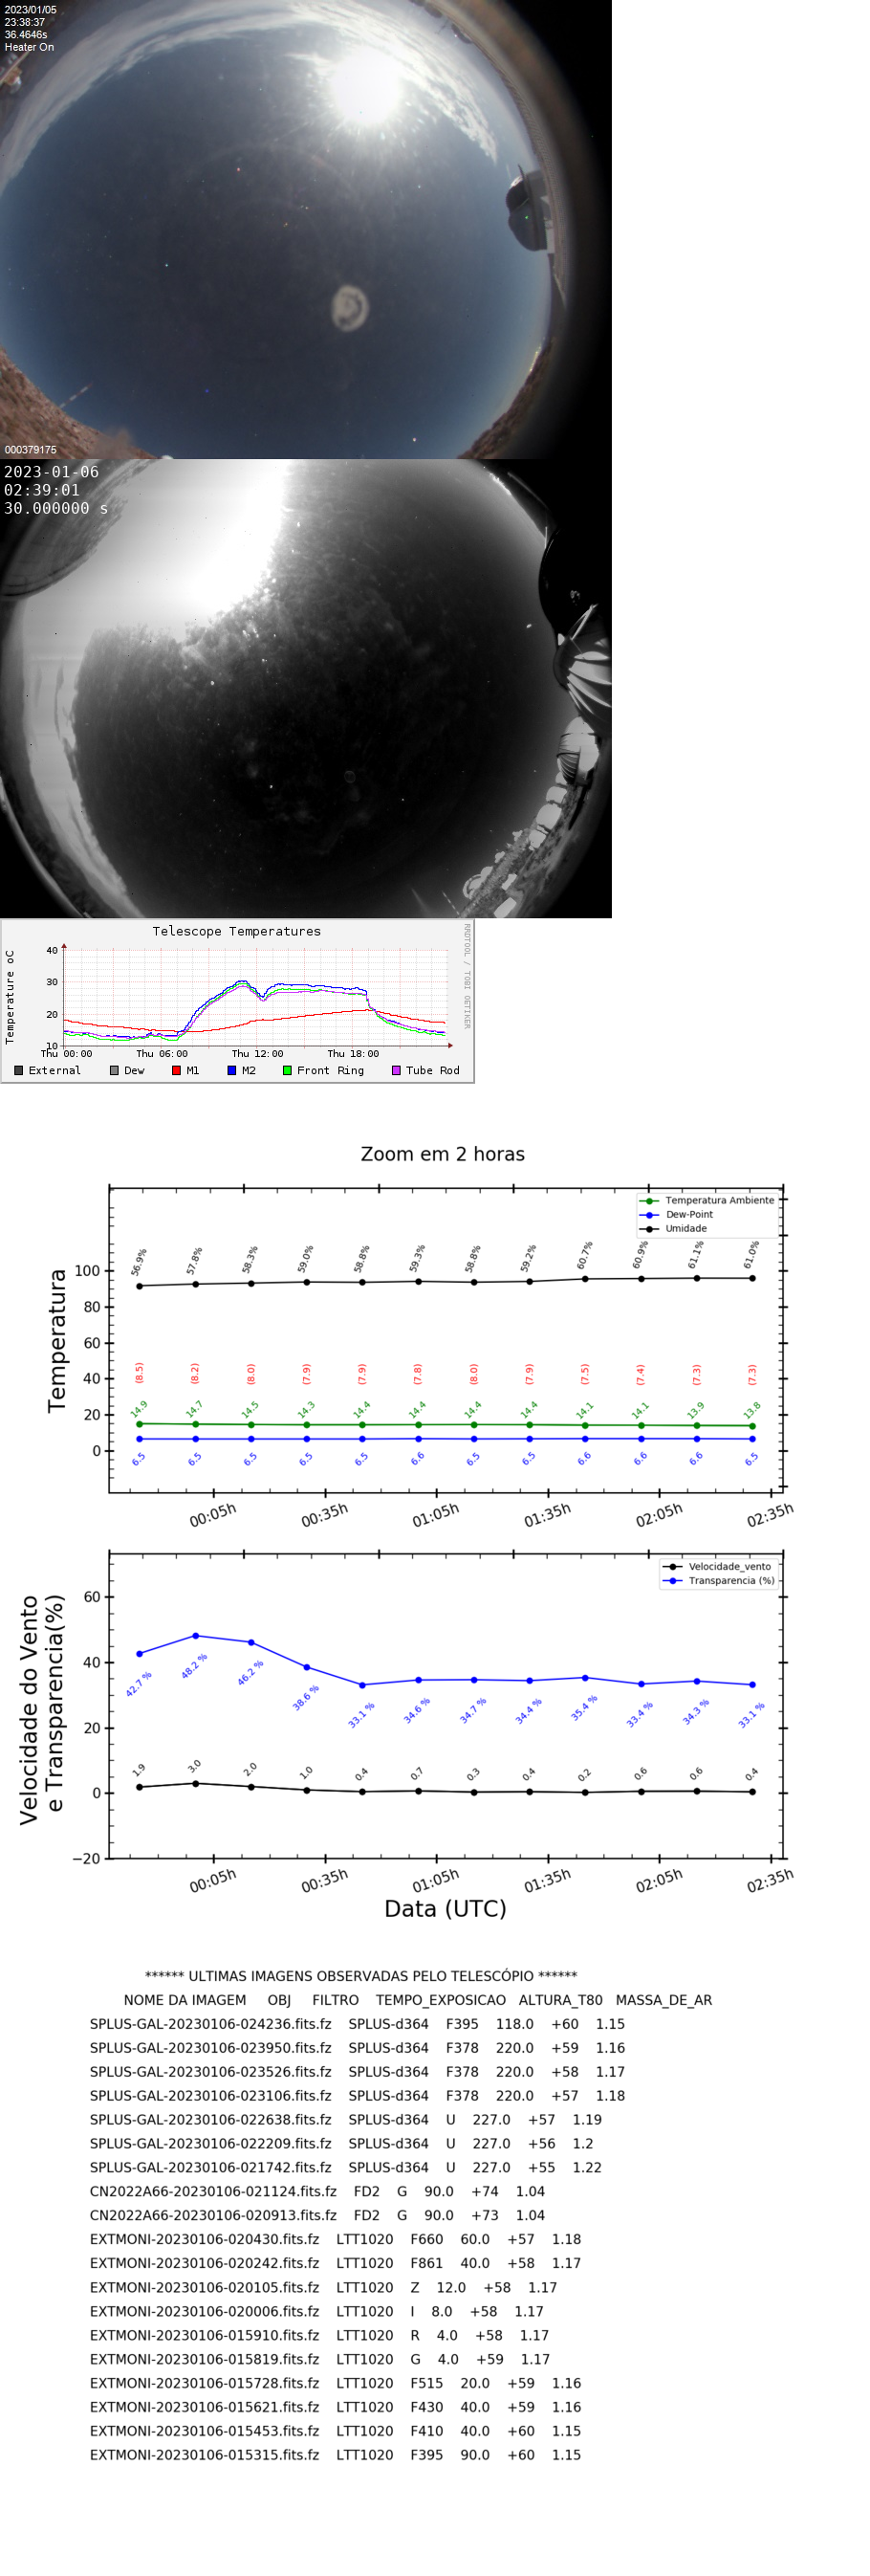 2023/01/05
23:38:37
36.4646s
Heater On
000379175
2023-01-06
02:39:01
30.000000 s
Telescope Temperatures
Temperature oC
RRDTOOL / TOBI OETIKER
40
30
20
10
Thu 00:00 Thu 06:00 Thu 12:00 Thu 18:00
External Dew M1 M2 Front Ring Tube Rod
Zoom em 2 horas
Temperatura Ambiente
Dew-Point
Umidade
Temperatura
100
80
60
40
20
0
56.9% 57.8% 58.3% 59.0% 58.8% 59.3% 58.8% 59.2% 60.7% 60.9% 61.1% 61.0%
(8.5) (8.2) (8.0) (7.9) (7.9) (7.8) (8.0) (7.9) (7.5) (7.4) (7.3) (7.3)
14.9 14.7 14.5 14.3 14.4 14.4 14.4 14.4 14.1 14.1 13.9 13.8
6.5 6.5 6.5 6.5 6.5 6.6 6.5 6.5 6.6 6.6 6.6 6.5
00:05h 00:35h 01:05h 01:35h 02:05h 02:35h
Velocidade_vento
Transparencia (%)
Velocidade do Vento
e Transparencia(%)
60
40
20
0
−20
42.7 % 48.2 % 46.2 % 38.6 % 33.1 % 34.6 % 34.7 % 34.4 % 35.4 % 33.4 % 34.3 % 33.1 %
1.9 3.0 2.0 1.0 0.4 0.7 0.3 0.4 0.2 0.6 0.6 0.4
00:05h 00:35h 01:05h 01:35h 02:05h 02:35h
Data (UTC)
****** ULTIMAS IMAGENS OBSERVADAS PELO TELESCÓPIO ******
NOME DA IMAGEM OBJ FILTRO TEMPO_EXPOSICAO ALTURA_T80 MASSA_DE_AR
SPLUS-GAL-20230106-024236.fits.fz SPLUS-d364 F395 118.0 +60 1.15
SPLUS-GAL-20230106-023950.fits.fz SPLUS-d364 F378 220.0 +59 1.16
SPLUS-GAL-20230106-023526.fits.fz SPLUS-d364 F378 220.0 +58 1.17
SPLUS-GAL-20230106-023106.fits.fz SPLUS-d364 F378 220.0 +57 1.18
SPLUS-GAL-20230106-022638.fits.fz SPLUS-d364 U 227.0 +57 1.19
SPLUS-GAL-20230106-022209.fits.fz SPLUS-d364 U 227.0 +56 1.2
SPLUS-GAL-20230106-021742.fits.fz SPLUS-d364 U 227.0 +55 1.22
CN2022A66-20230106-021124.fits.fz FD2 G 90.0 +74 1.04
CN2022A66-20230106-020913.fits.fz FD2 G 90.0 +73 1.04
EXTMONI-20230106-020430.fits.fz LTT1020 F660 60.0 +57 1.18
EXTMONI-20230106-020242.fits.fz LTT1020 F861 40.0 +58 1.17
EXTMONI-20230106-020105.fits.fz LTT1020 Z 12.0 +58 1.17
EXTMONI-20230106-020006.fits.fz LTT1020 I 8.0 +58 1.17
EXTMONI-20230106-015910.fits.fz LTT1020 R 4.0 +58 1.17
EXTMONI-20230106-015819.fits.fz LTT1020 G 4.0 +59 1.17
EXTMONI-20230106-015728.fits.fz LTT1020 F515 20.0 +59 1.16
EXTMONI-20230106-015621.fits.fz LTT1020 F430 40.0 +59 1.16
EXTMONI-20230106-015453.fits.fz LTT1020 F410 40.0 +60 1.15
EXTMONI-20230106-015315.fits.fz LTT1020 F395 90.0 +60 1.15